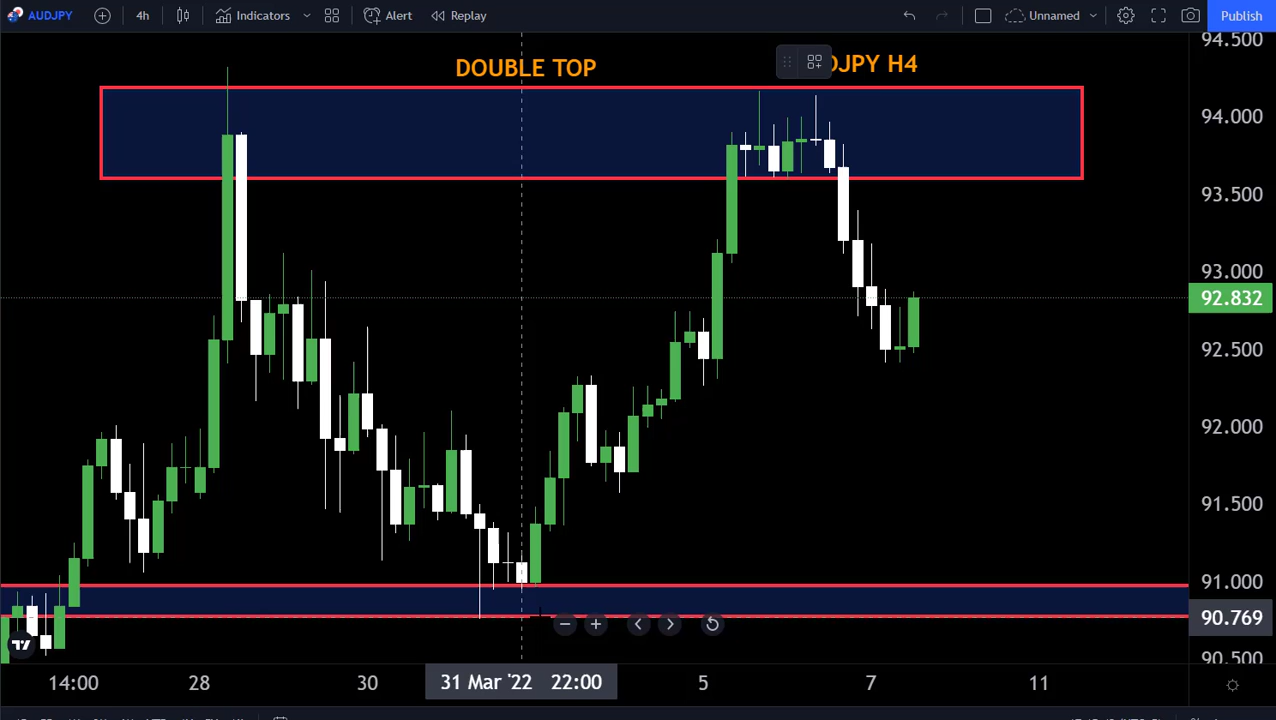 AUDJPY 4h Indicators Alert Replay Unnamed Publish
DOUBLE TOP
DJPY H4
94.500
94.000
93.500
93.000
92.832
92.500
92.000
91.500
91.000
90.769
90.500
14:00 28 30 31 Mar '22 22:00 5 7 11